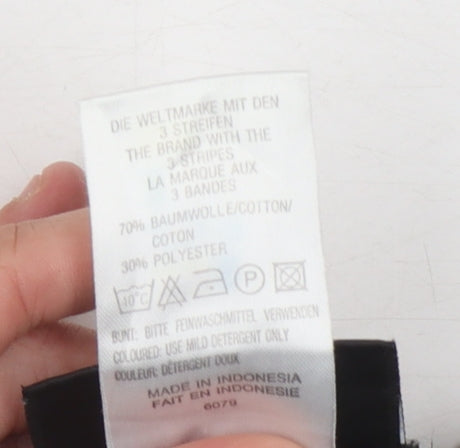 DIE WELTMARKE MIT DEN
3 STREIFEN
THE BRAND WITH THE
3 STRIPES
LA MARQUE AUX
3 BANDES
70% BAUMWOLLE/COTTON/
COTON
30% POLYESTER
10°C P
BUNT: BITTE FEINWASCHMITTEL VERWENDEN
COLOURED: USE MILD DETERGENT ONLY
COULEUR: DÉTERGENT DOUX
MADE IN INDONESIA
FAIT EN INDONESIE
6079